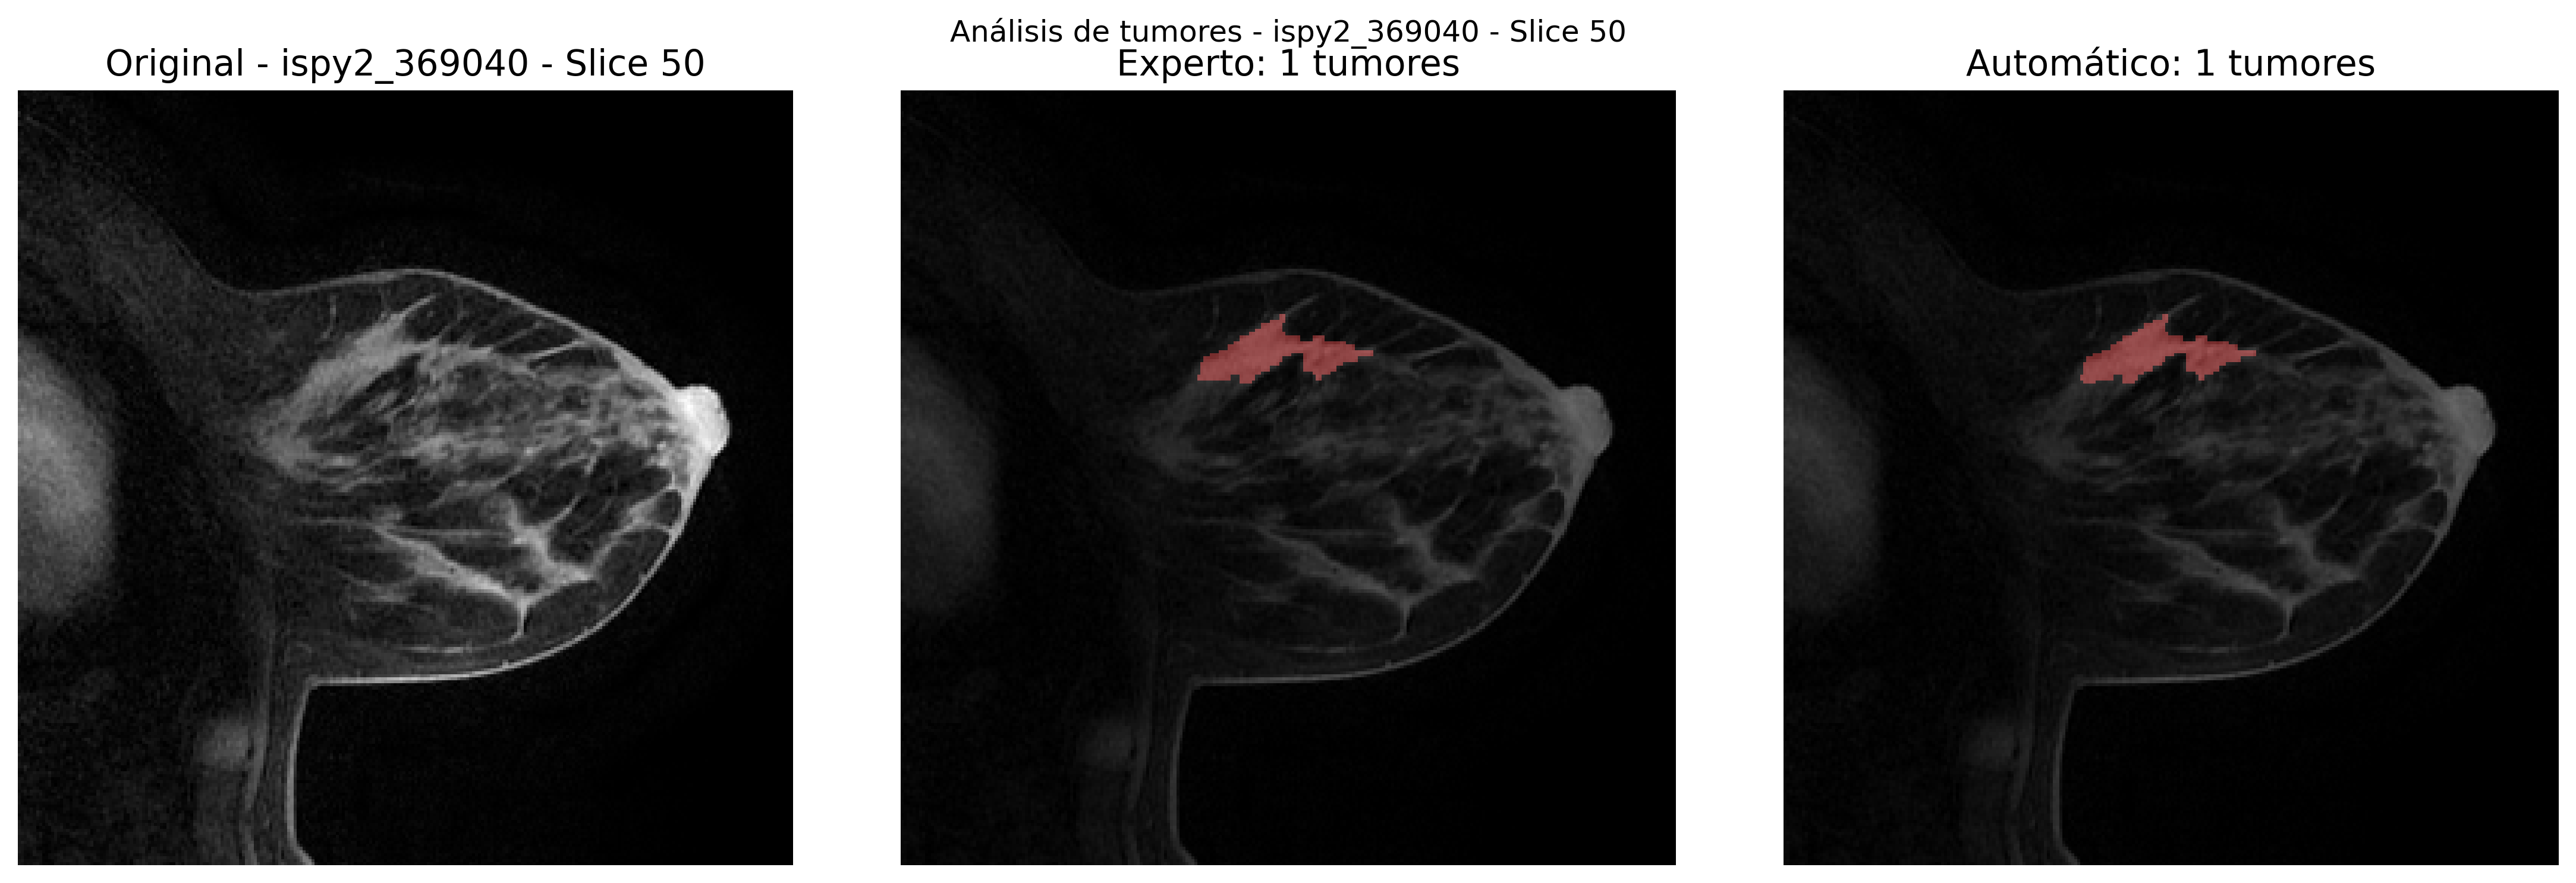 Análisis de tumores - ispy2_369040 - Slice 50
Original - ispy2_369040 - Slice 50
Experto: 1 tumores
Automático: 1 tumores